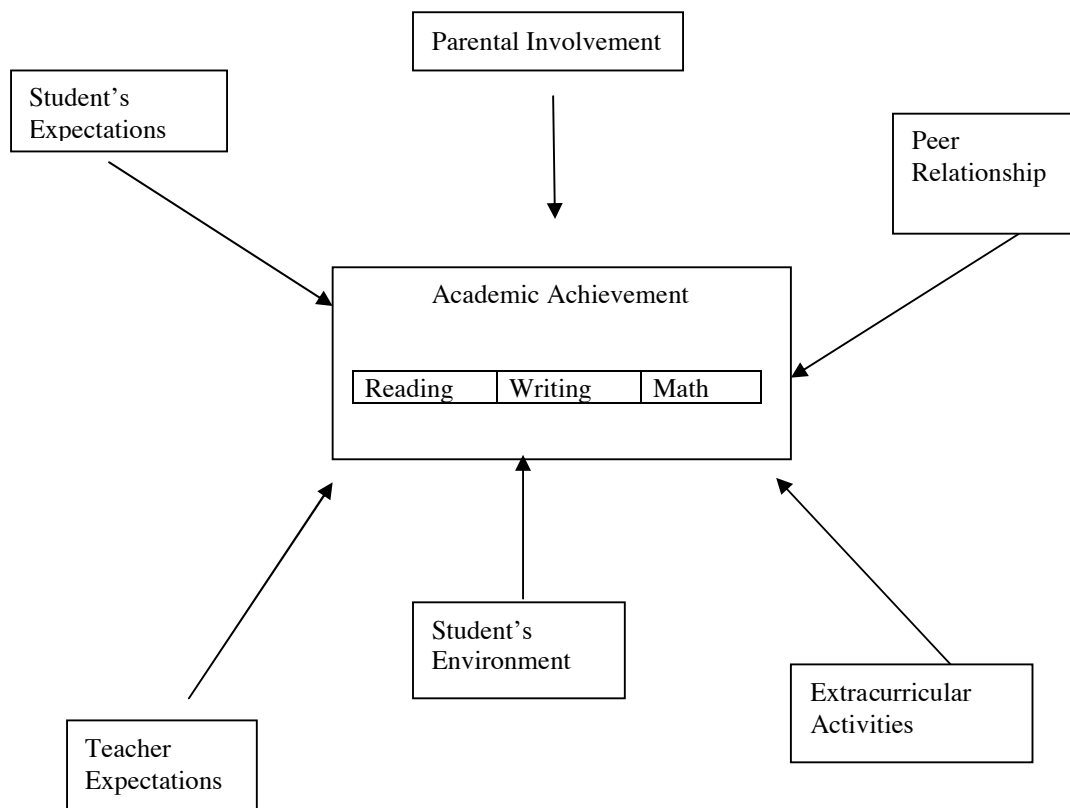 Parental Involvement
Student’s
Expectations
Peer
Relationship
Academic Achievement
Reading Writing Math
Student’s
Environment
Extracurricular
Activities
Teacher
Expectations